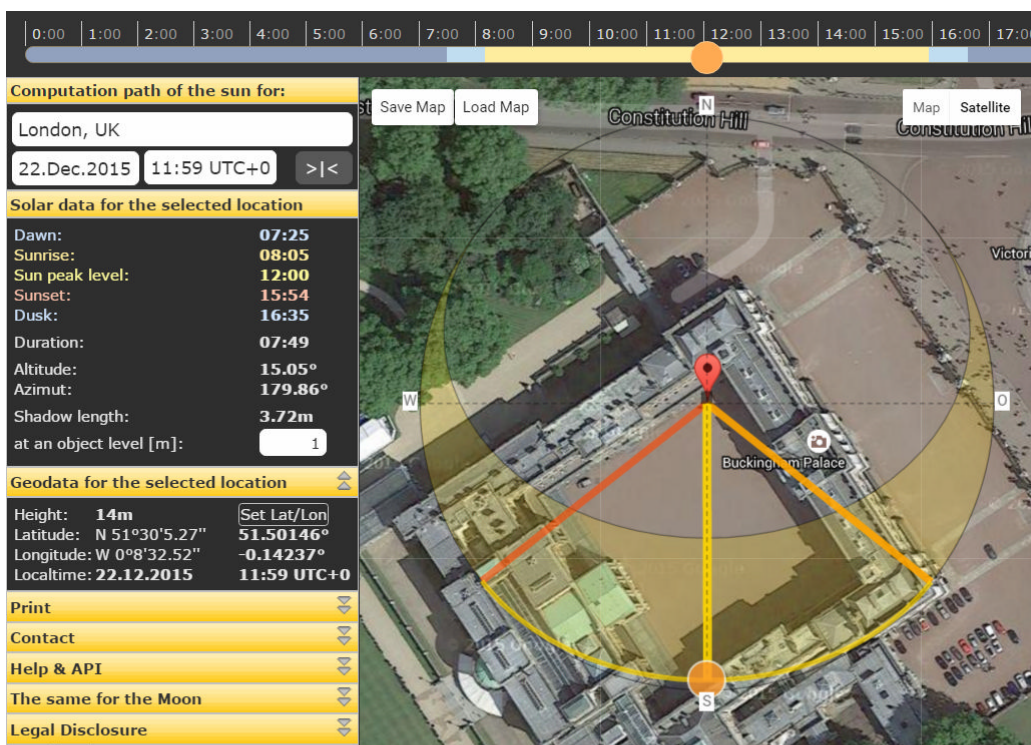 0:00 1:00 2:00 3:00 4:00 5:00 6:00 7:00 8:00 9:00 10:00 11:00 12:00 13:00 14:00 15:00 16:00 17:0
Computation path of the sun for:
London, UK
22.Dec.2015 11:59 UTC+0 >|<
Solar data for the selected location
Dawn: 07:25
Sunrise: 08:05
Sun peak level: 12:00
Sunset: 15:54
Dusk: 16:35
Duration: 07:49
Altitude: 15.05°
Azimut: 179.86°
Shadow length: 3.72m
at an object level [m]: 1
Geodata for the selected location
Height: 14m Set Lat/Lon
Latitude: N 51°30'5.27" 51.50146°
Longitude: W 0°8'32.52" -0.14237°
Localtime: 22.12.2015 11:59 UTC+0
Print
Contact
Help & API
The same for the Moon
Legal Disclosure
Save Map Load Map
N
Map Satellite
Constitution Hill
Constitution Hill
Victori
W
O
Buckingham Palace
S